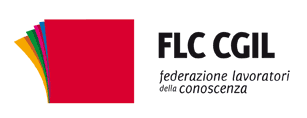 FLC CGIL
federazione lavoratori
della conoscenza